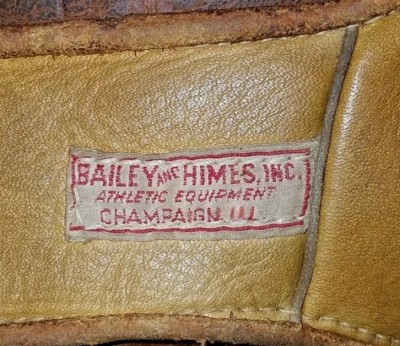 BAILEY AND HIMES, INC.
ATHLETIC EQUIPMENT
CHAMPAIGN, ILL.